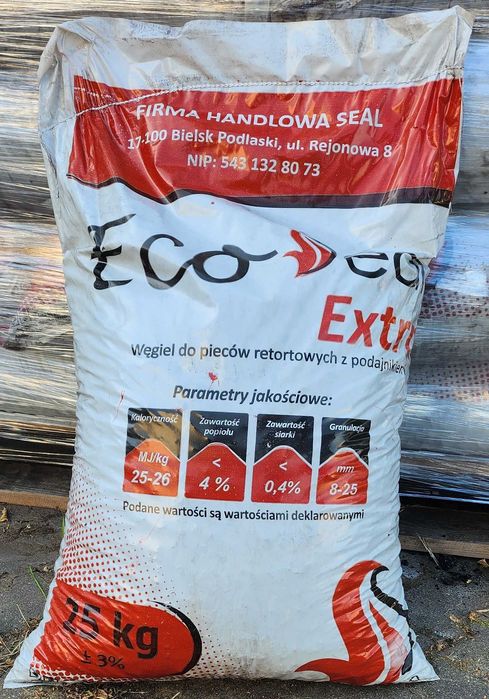 FIRMA HANDLOWA SEAL
17-100 Bielsk Podlaski, ul. Rejonowa 8
NIP: 543 132 80 73
Eco
Extra
Węgiel do pieców retortowych z podajnikiem
Parametry jakościowe:
Kaloryczność
MJ/kg
25-26
Zawartość
popiołu
<
4 %
Zawartość
siarki
<
0,4%
Granulacja
mm
8-25
Podane wartości są wartościami deklarowanymi
25 kg
± 3%